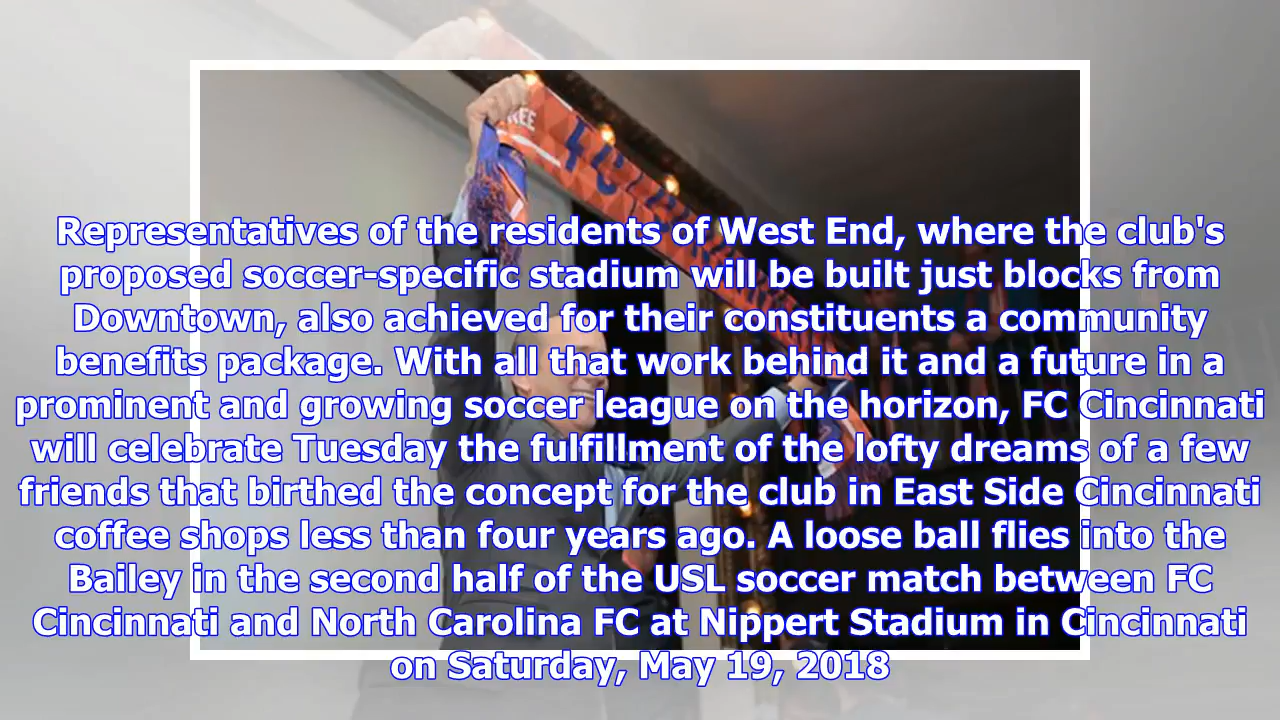 REE
FC
Representatives of the residents of West End, where the club's
proposed soccer-specific stadium will be built just blocks from
Downtown, also achieved for their constituents a community
benefits package. With all that work behind it and a future in a
prominent and growing soccer league on the horizon, FC Cincinnati
will celebrate Tuesday the fulfillment of the lofty dreams of a few
friends that birthed the concept for the club in East Side Cincinnati
coffee shops less than four years ago. A loose ball flies into the
Bailey in the second half of the USL soccer match between FC
Cincinnati and North Carolina FC at Nippert Stadium in Cincinnati
on Saturday, May 19, 2018